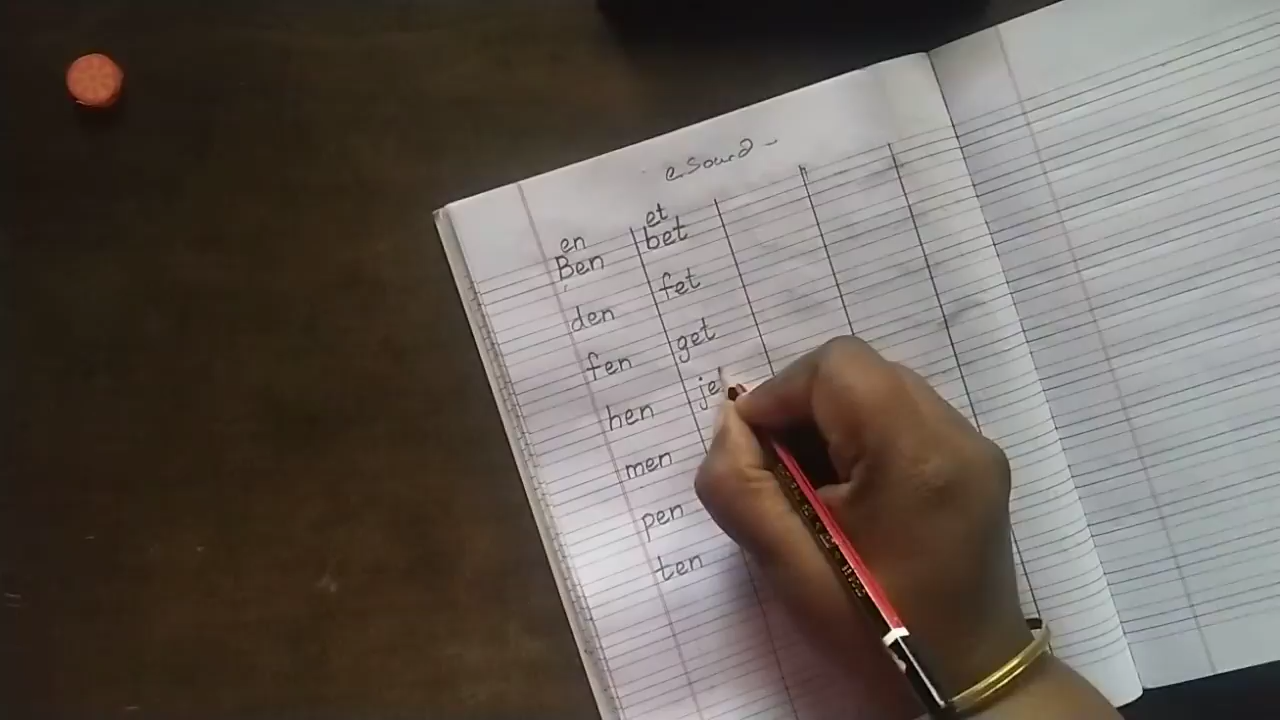 e sound -
en et
Ben bet
den fet
fen get
hen je
men
pen
ten